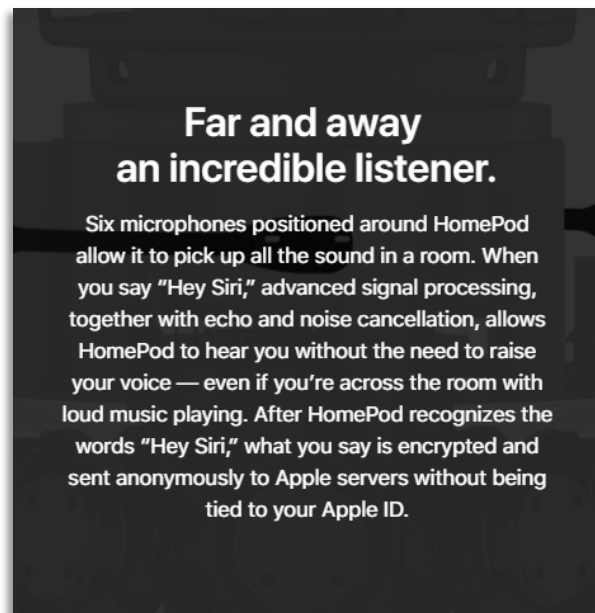 Far and away
an incredible listener.
Six microphones positioned around HomePod
allow it to pick up all the sound in a room. When
you say “Hey Siri,” advanced signal processing,
together with echo and noise cancellation, allows
HomePod to hear you without the need to raise
your voice — even if you’re across the room with
loud music playing. After HomePod recognizes the
words “Hey Siri,” what you say is encrypted and
sent anonymously to Apple servers without being
tied to your Apple ID.